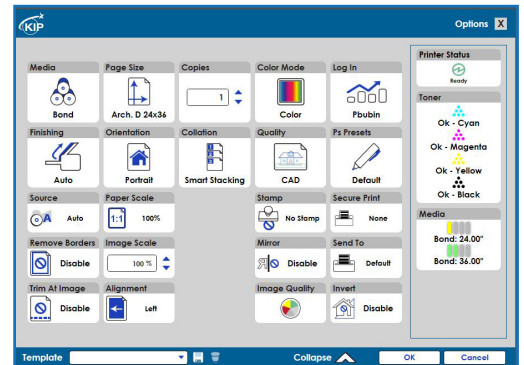 KIP
Options X
Media
Page Size
Copies
Color Mode
Log In
Printer Status
Ready
1
Bond
Arch. D 24x36
Color
Pbubin
Toner
Ok - Cyan
Ok - Magenta
Ok - Yellow
Ok - Black
Finishing
Orientation
Collation
Quality
Ps Presets
1
2
3
Auto
Portrait
Smart Stacking
CAD
Default
Source
Paper Scale
Stamp
Secure Print
A Auto
1:1 100%
No Stamp
None
Media
Bond: 24.00"
Bond: 36.00"
Remove Borders
Image Scale
Mirror
Send To
Disable
100 %
R Disable
Default
Trim At Image
Alignment
Image Quality
Invert
Disable
Left
Disable
Template
Collapse
OK
Cancel